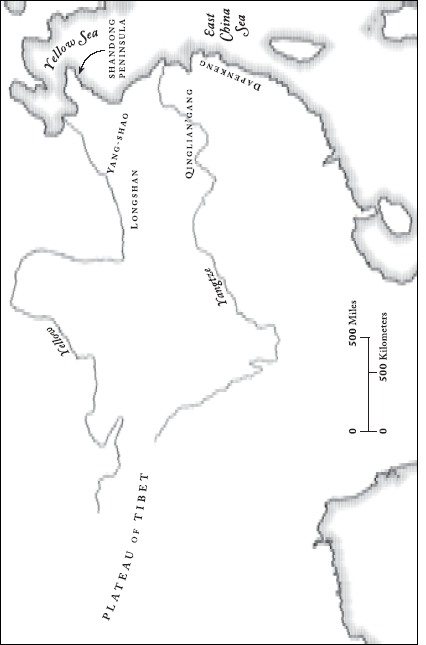 Yellow Sea
SHANDONG
PENINSULA
East
China
Sea
DAPENKENG
YANG-SHAO
QINGLIAN'GANG
LONGSHAN
Yangtze
Yellow
500 Miles
500 Kilometers
0
0
PLATEAU OF TIBET